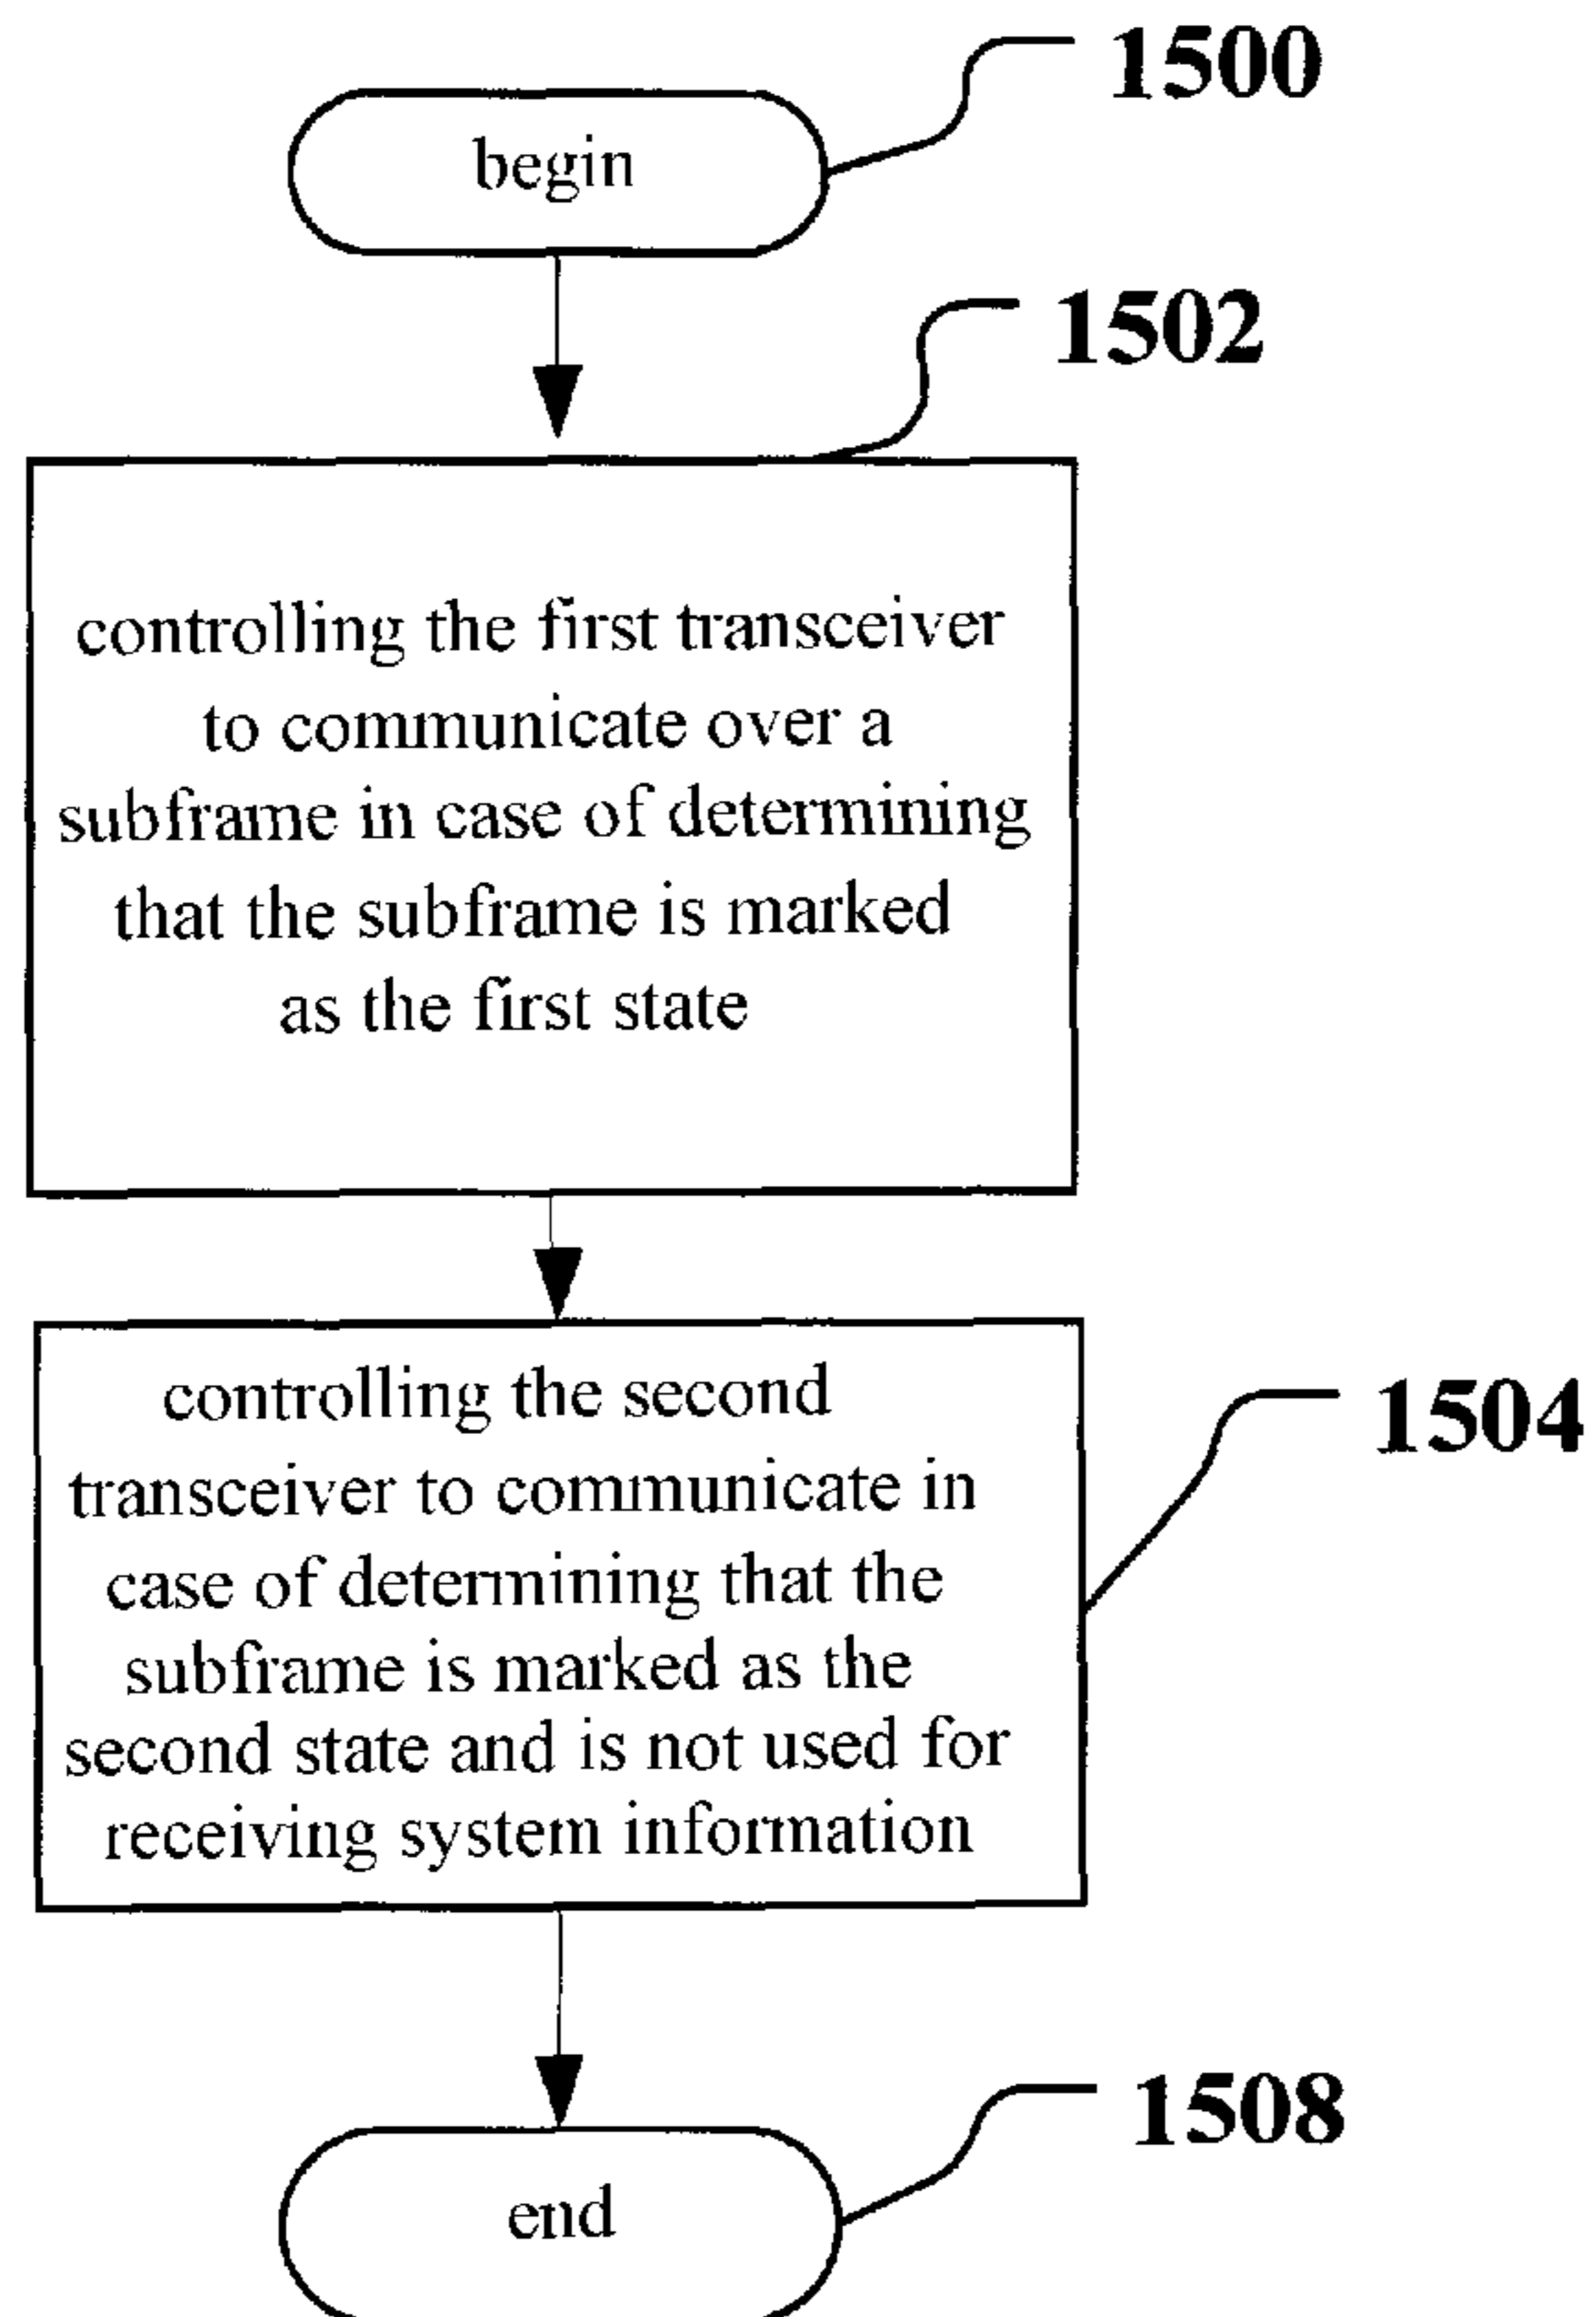 1500
begin
1502
controlling the first transceiver
to communicate over a
subframe in case of determining
that the subframe is marked
as the first state
controlling the second
transceiver to communicate in
case of determining that the
subframe is marked as the
second state and is not used for
receiving system information
1504
1508
end